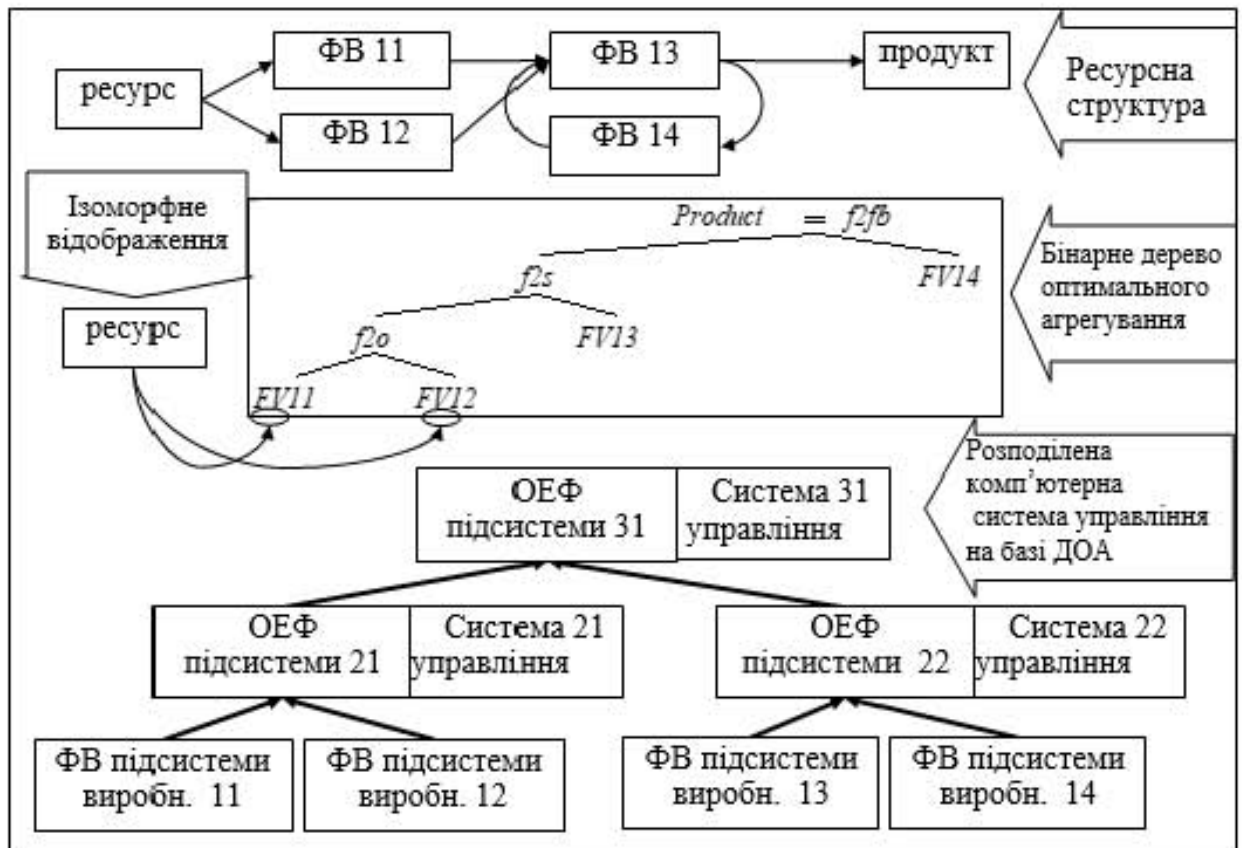 ФВ 11
ФВ 13
продукт
ресурс
ФВ 12
ФВ 14
Ресурсна
структура
Ізоморфне
відображення
Product = f2fb
f2s
FV14
f2o
FV13
FV11
FV12
ресурс
Бінарне дерево
оптимального
агрегування
Розподілена
комп’ютерна
система управління
на базі ДОА
ОЕФ
підсистеми 31
Система 31
управління
ОЕФ
підсистеми 21
Система 21
управління
ОЕФ
підсистеми 22
Система 22
управління
ФВ підсистеми
виробн. 11
ФВ підсистеми
виробн. 12
ФВ підсистеми
виробн. 13
ФВ підсистеми
виробн. 14